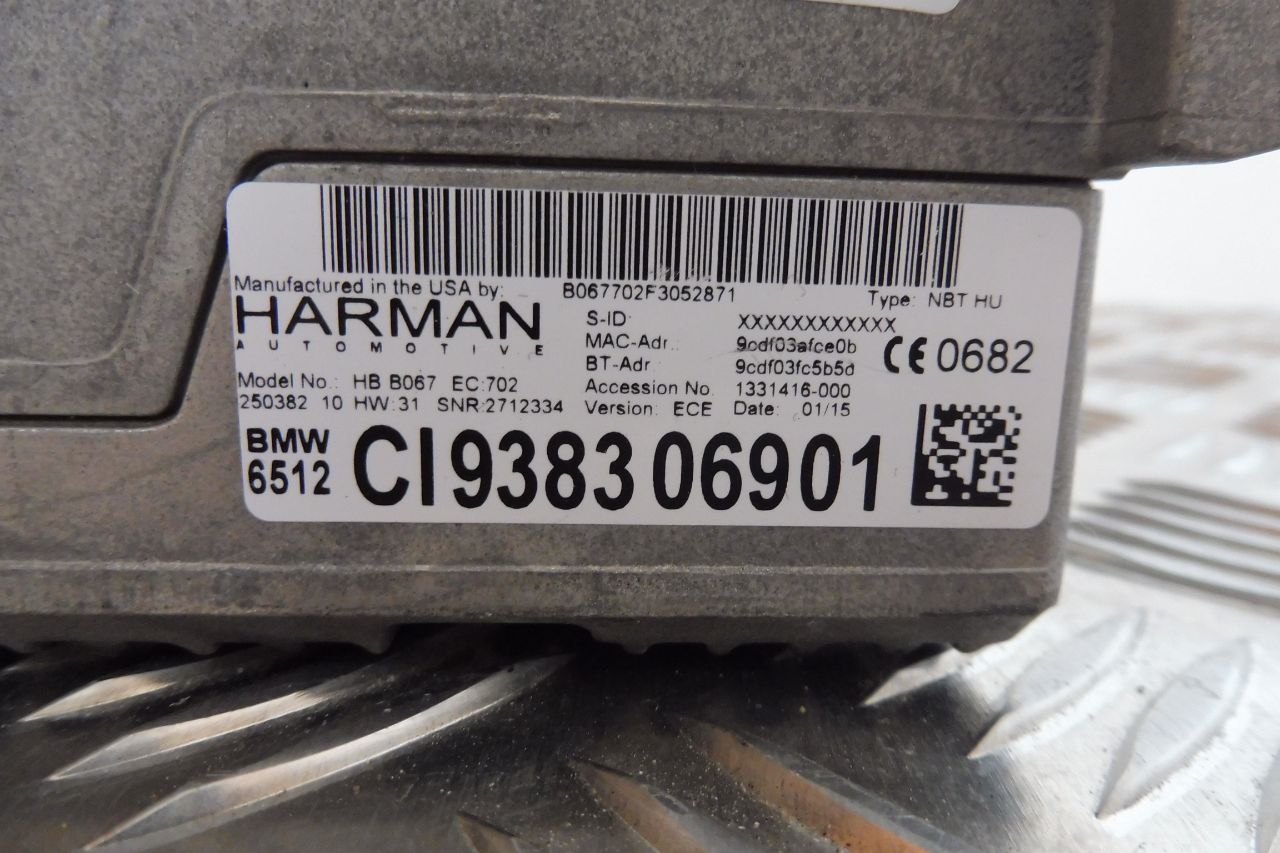 Manufactured in the USA by: B067702F3052871 Type: NBT HU
HARMAN
AUTOMOTIVE
S-ID: XXXXXXXXXXXX
MAC-Adr.: 9cdf03afce0b
BT-Adr.: 9cdf03fc5b5d
CE 0682
Model No.: HB B067 EC:702 Accession No. 1331416-000
250382 10 HW:31 SNR:2712334 Version: ECE Date: 01/15
BMW
6512 CI 9383 069 01